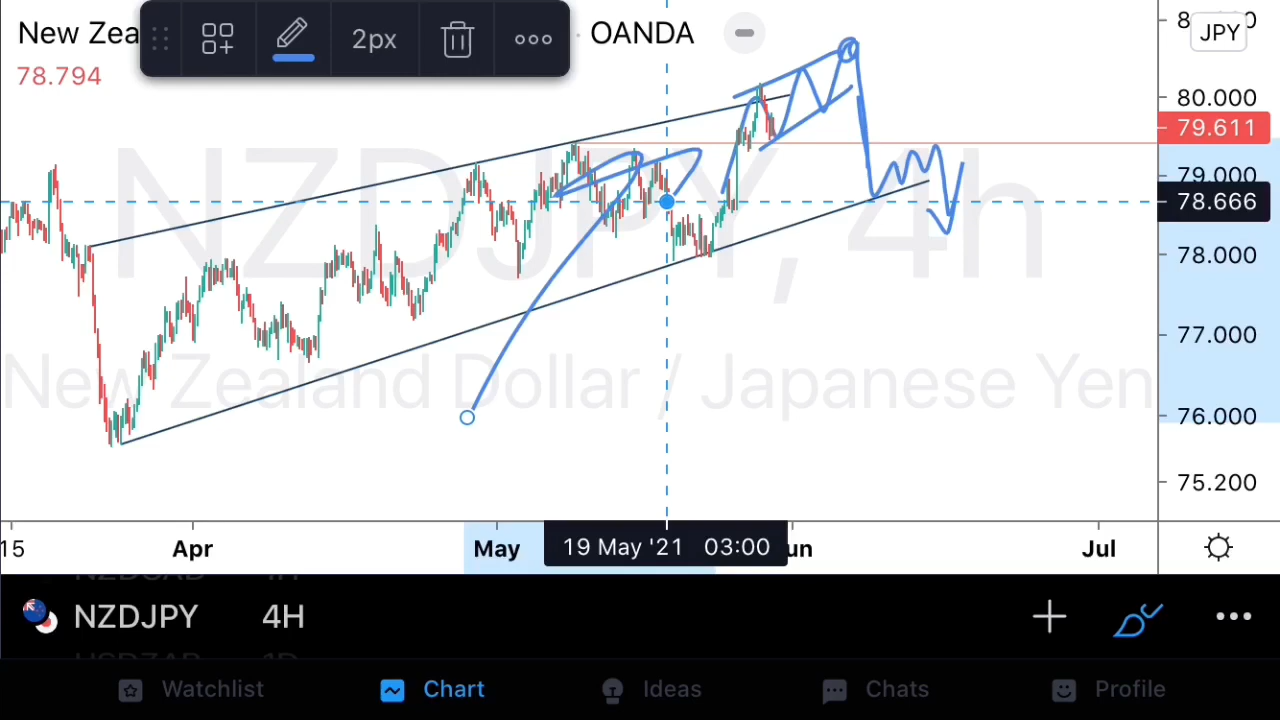 New Zea
2px
OANDA
JPY
78.794
80.000
79.611
79.000
78.666
78.000
77.000
76.000
75.200
NZDJPY, 4h
New Zealand Dollar / Japanese Yen
15
Apr
May
19 May '21 03:00
un
Jul
NZDJPY 4H
Watchlist
Chart
Ideas
Chats
Profile